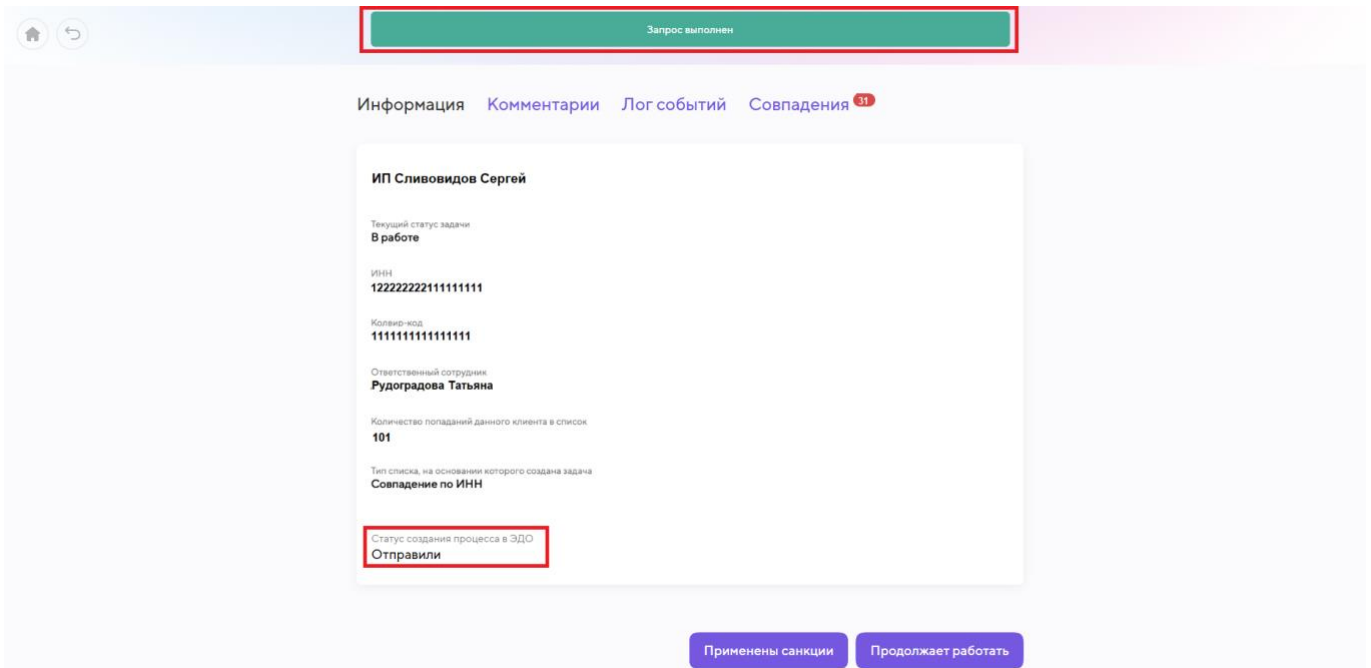 Запрос выполнен
Информация Комментарии Лог событий Совпадения 31
ИП Сливовидов Сергей
Текущий статус задачи
В работе
ИНН
122222222111111111
Колвир-код
1111111111111111
Ответственный сотрудник
Рудоградова Татьяна
Количество попаданий данного клиента в список
101
Тип списка, на основании которого создана задача
Совпадение по ИНН
Статус создания процесса в ЭДО
Отправили
Применены санкции Продолжает работать